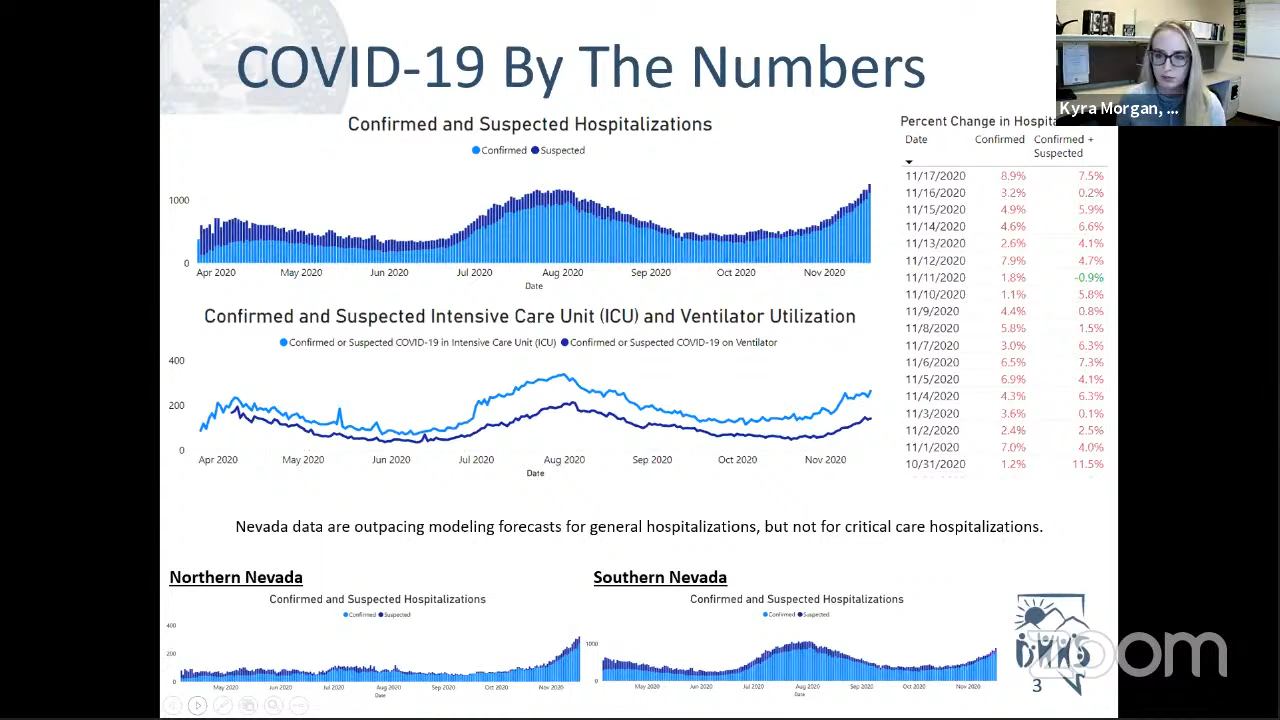 COVID-19 By The Numbers
Kyra Morgan, ...
Confirmed and Suspected Hospitalizations
Confirmed Suspected
1000
0
Apr 2020 May 2020 Jun 2020 Jul 2020 Aug 2020 Sep 2020 Oct 2020 Nov 2020
Date
Percent Change in Hospita
Date Confirmed Confirmed +
Suspected
11/17/2020 8.9% 7.5%
11/16/2020 3.2% 0.2%
11/15/2020 4.9% 5.9%
11/14/2020 4.6% 6.6%
11/13/2020 2.6% 4.1%
11/12/2020 7.9% 4.7%
11/11/2020 1.8% -0.9%
11/10/2020 1.1% 5.8%
11/9/2020 4.4% 0.8%
11/8/2020 5.8% 1.5%
11/7/2020 3.0% 6.3%
11/6/2020 6.5% 7.3%
11/5/2020 6.9% 4.1%
11/4/2020 4.3% 6.3%
11/3/2020 3.6% 0.1%
11/2/2020 2.4% 2.5%
11/1/2020 7.0% 4.0%
10/31/2020 1.2% 11.5%
Confirmed and Suspected Intensive Care Unit (ICU) and Ventilator Utilization
Confirmed or Suspected COVID-19 in Intensive Care Unit (ICU) Confirmed or Suspected COVID-19 on Ventilator
400
200
0
Apr 2020 May 2020 Jun 2020 Jul 2020 Aug 2020 Sep 2020 Oct 2020 Nov 2020
Date
Nevada data are outpacing modeling forecasts for general hospitalizations, but not for critical care hospitalizations.
Northern Nevada
Confirmed and Suspected Hospitalizations
Confirmed Suspected
400
200
0
May 2020 Jun 2020 Jul 2020 Aug 2020 Sep 2020 Oct 2020 Nov 2020
Date
Southern Nevada
Confirmed and Suspected Hospitalizations
Confirmed Suspected
1000
0
May 2020 Jun 2020 Jul 2020 Aug 2020 Sep 2020 Oct 2020 Nov 2020
Date
zoom
3